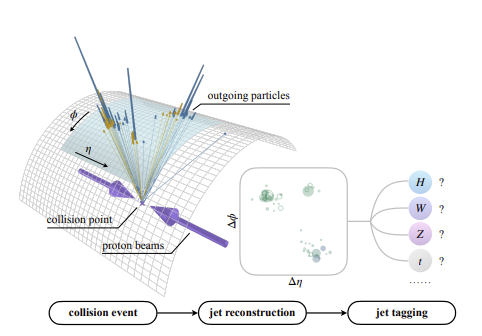 outgoing particles
ϕ
η
collision point
proton beams
Δϕ
Δη
H ?
W ?
Z ?
t ?
......
collision event
jet reconstruction
jet tagging